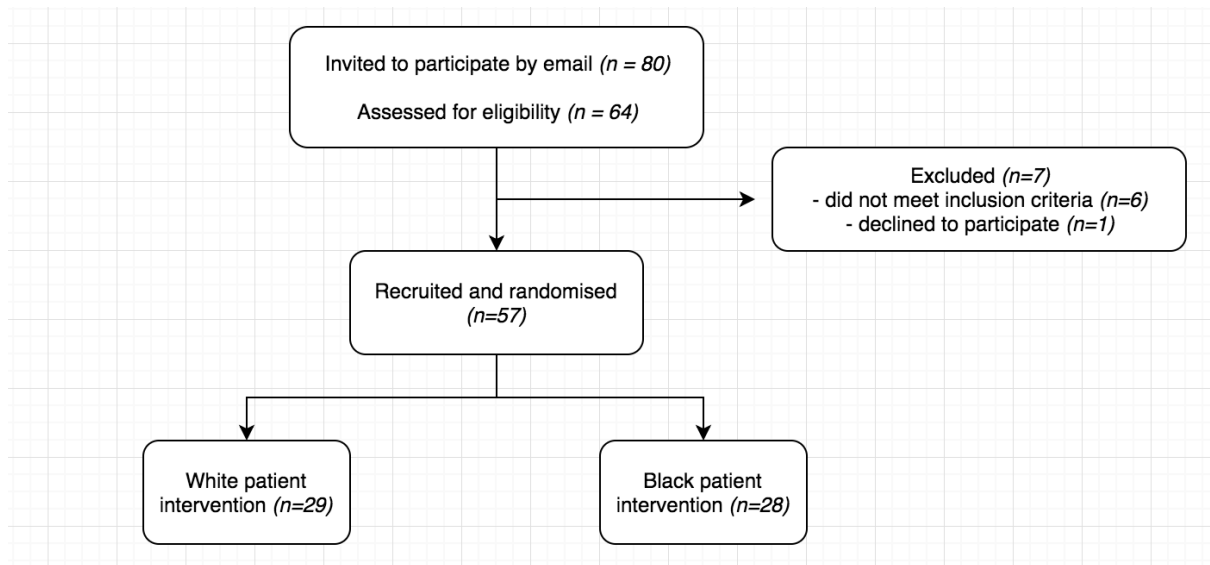 Invited to participate by email (n = 80)
Assessed for eligibility (n = 64)
Excluded (n=7)
- did not meet inclusion criteria (n=6)
- declined to participate (n=1)
Recruited and randomised
(n=57)
White patient
intervention (n=29)
Black patient
intervention (n=28)